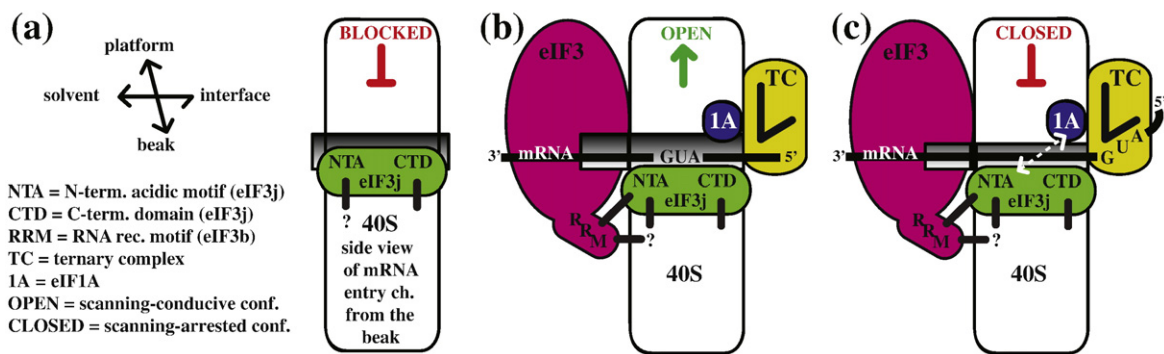 (a)
platform
solvent
interface
beak
NTA = N-term. acidic motif (eIF3j)
CTD = C-term. domain (eIF3j)
RRM = RNA rec. motif (eIF3b)
TC = ternary complex
1A = eIF1A
OPEN = scanning-conducive conf.
CLOSED = scanning-arrested conf.
BLOCKED
NTA CTD
eIF3j
?
40S
side view
of mRNA
entry ch.
from the
beak
(b)
eIF3
OPEN
TC
1A
3' mRNA GUA 5'
NTA CTD
eIF3j
RRM
?
40S
(c)
eIF3
CLOSED
TC
5'
1A
3' mRNA GUA
NTA CTD
eIF3j
RRM
?
40S